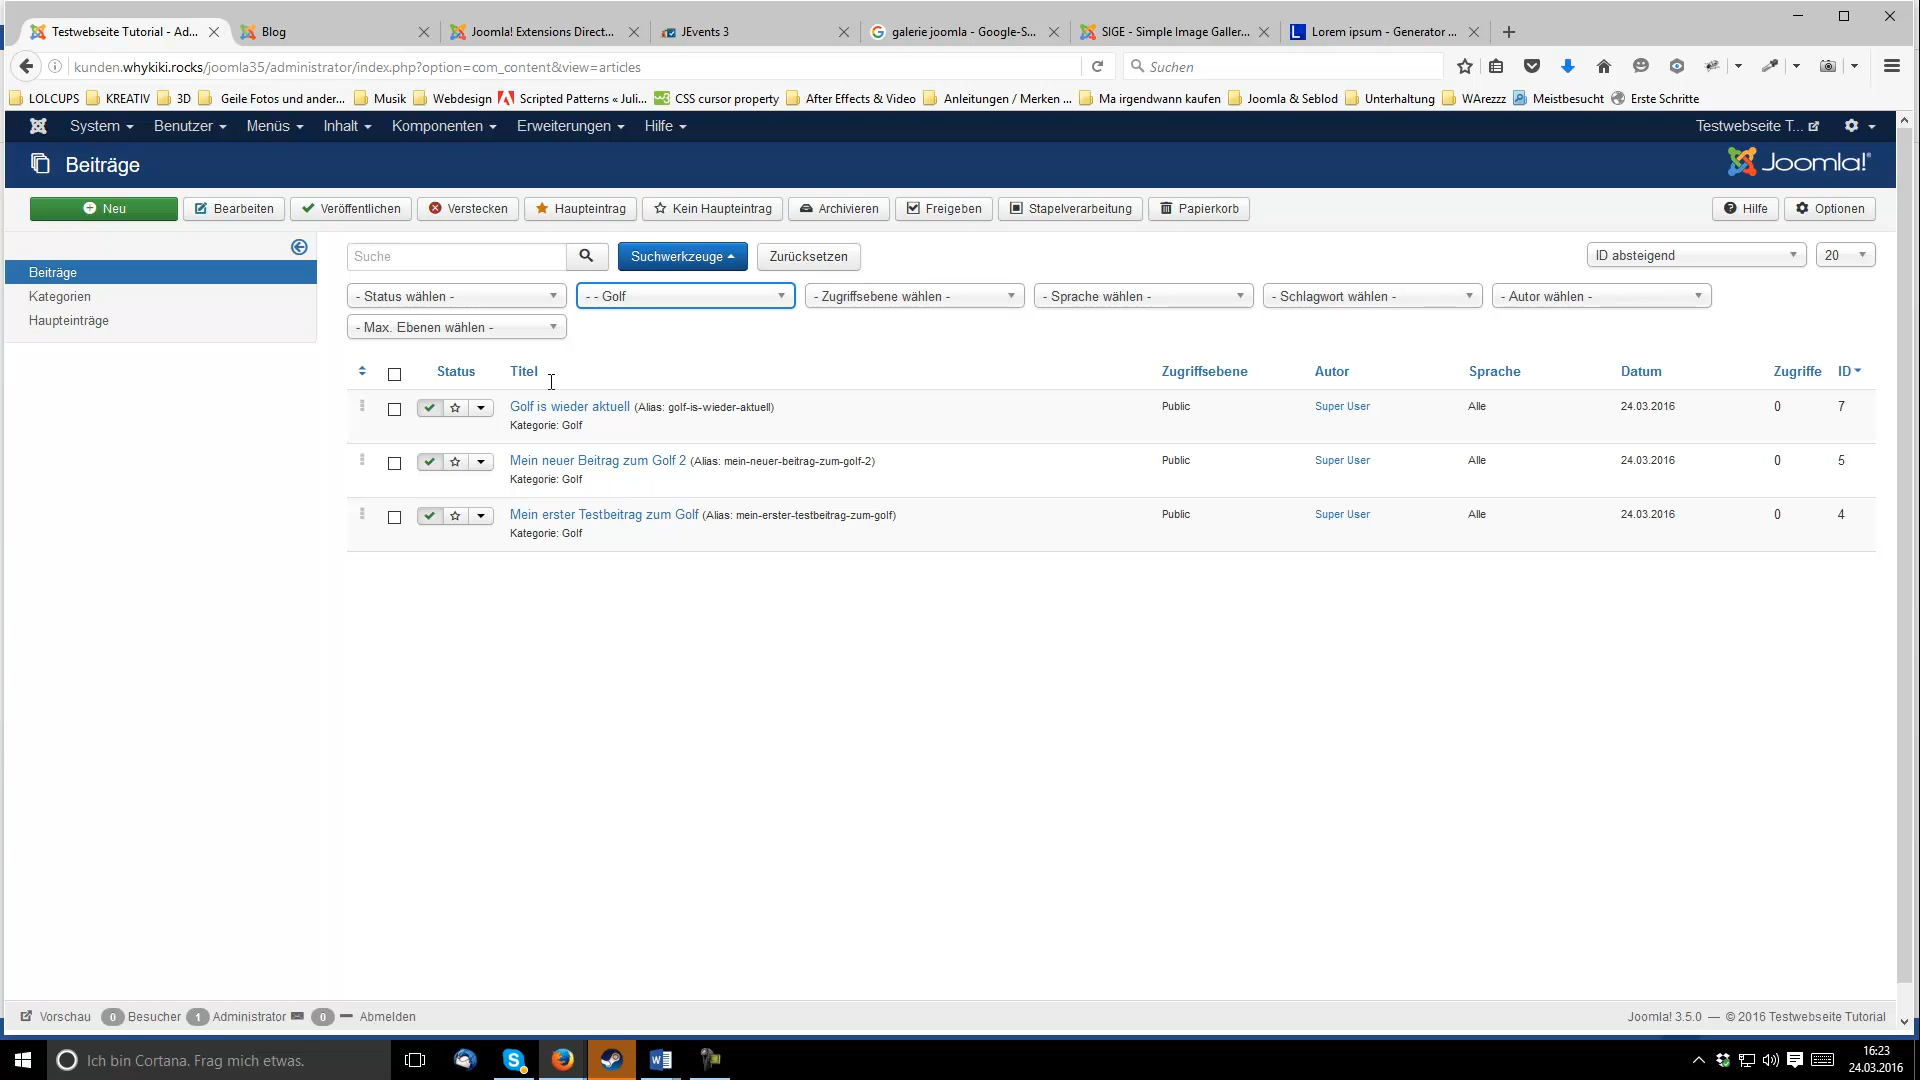 Testwebseite Tutorial - Ad...
Blog
Joomla! Extensions Direct...
JEvents 3
galerie joomla - Google-S...
SIGE - Simple Image Galler...
Lorem ipsum - Generator ...
kunden.whykiki.rocks/joomla35/administrator/index.php?option=com_content&view=articles
Suchen
LOLCUPS
KREATIV
3D
Geile Fotos und ander...
Musik
Webdesign
Scripted Patterns « Juli...
CSS cursor property
After Effects & Video
Anleitungen / Merken ...
Ma irgendwann kaufen
Joomla & Seblod
Unterhaltung
WArezzz
Meistbesucht
Erste Schritte
System
Benutzer
Menüs
Inhalt
Komponenten
Erweiterungen
Hilfe
Testwebseite T...
Beiträge
Joomla!®
Neu
Bearbeiten
Veröffentlichen
Verstecken
Haupteintrag
Kein Haupteintrag
Archivieren
Freigeben
Stapelverarbeitung
Papierkorb
Hilfe
Optionen
Beiträge
Kategorien
Haupteinträge
Suche
Suchwerkzeuge
Zurücksetzen
ID absteigend
20
- Status wählen -
- - Golf
- Zugriffsebene wählen -
- Sprache wählen -
- Schlagwort wählen -
- Autor wählen -
- Max. Ebenen wählen -
Status
Titel
Zugriffsebene
Autor
Sprache
Datum
Zugriffe
ID
Golf is wieder aktuell (Alias: golf-is-wieder-aktuell)
Kategorie: Golf
Public
Super User
Alle
24.03.2016
0
7
Mein neuer Beitrag zum Golf 2 (Alias: mein-neuer-beitrag-zum-golf-2)
Kategorie: Golf
Public
Super User
Alle
24.03.2016
0
5
Mein erster Testbeitrag zum Golf (Alias: mein-erster-testbeitrag-zum-golf)
Kategorie: Golf
Public
Super User
Alle
24.03.2016
0
4
Vorschau
0 Besucher
1 Administrator
0
Abmelden
Joomla! 3.5.0 — © 2016 Testwebseite Tutorial
Ich bin Cortana. Frag mich etwas.
16:23
24.03.2016